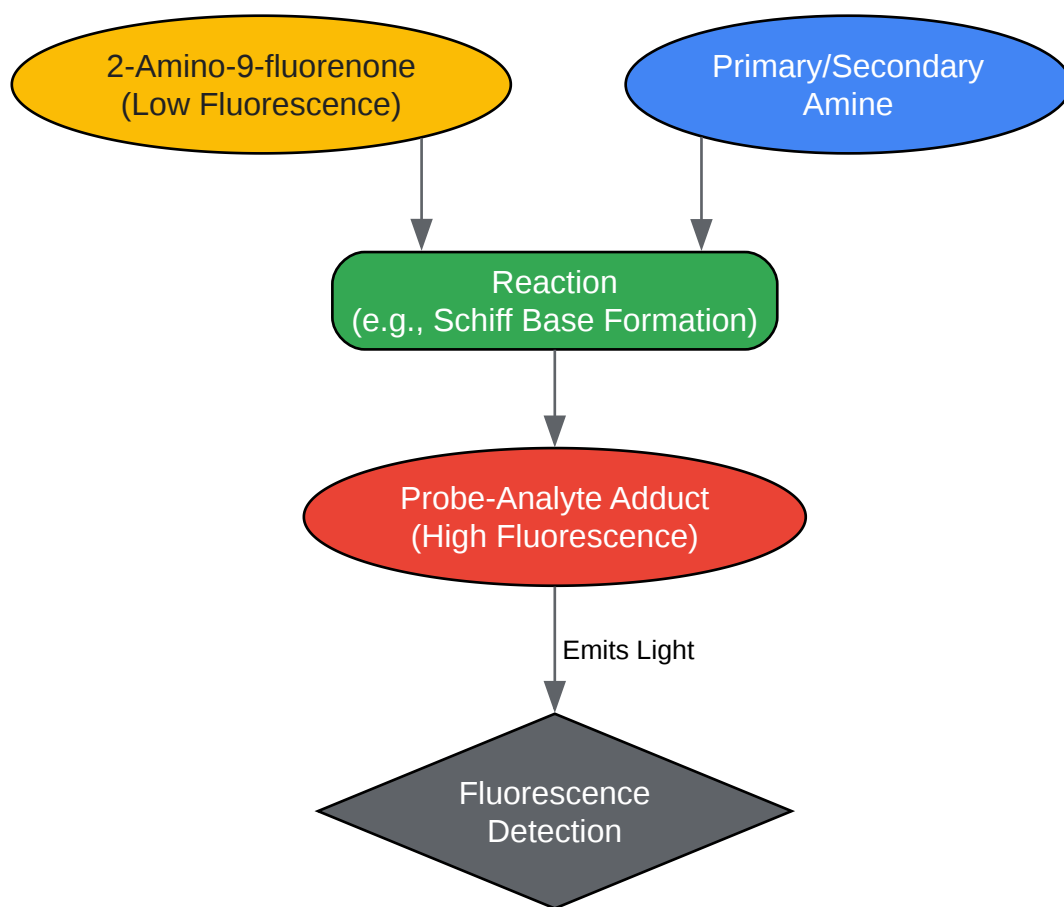 2-Amino-9-fluorenone
(Low Fluorescence)
Primary/Secondary
Amine
Reaction
(e.g., Schiff Base Formation)
Probe-Analyte Adduct
(High Fluorescence)
Emits Light
Fluorescence
Detection